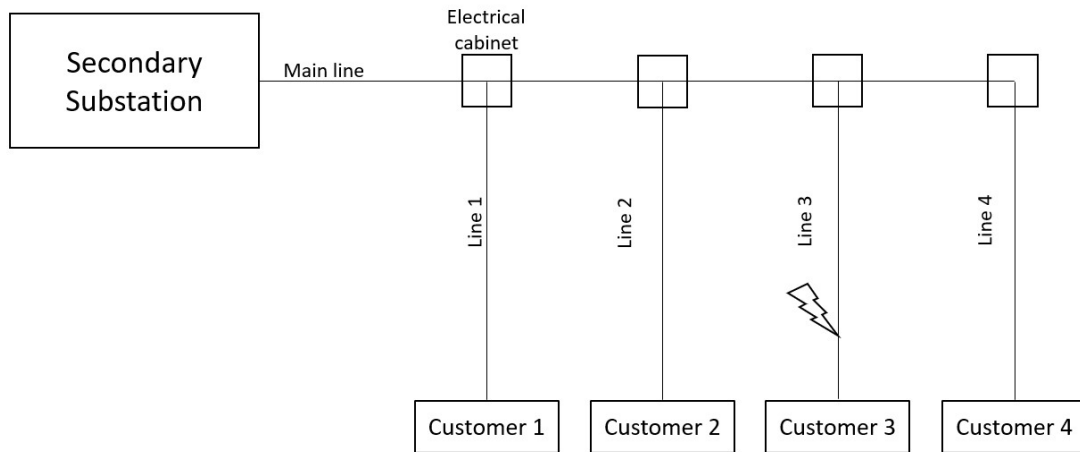 Secondary
Substation
Main line
Electrical
cabinet
Line 1
Line 2
Line 3
Line 4
Customer 1
Customer 2
Customer 3
Customer 4